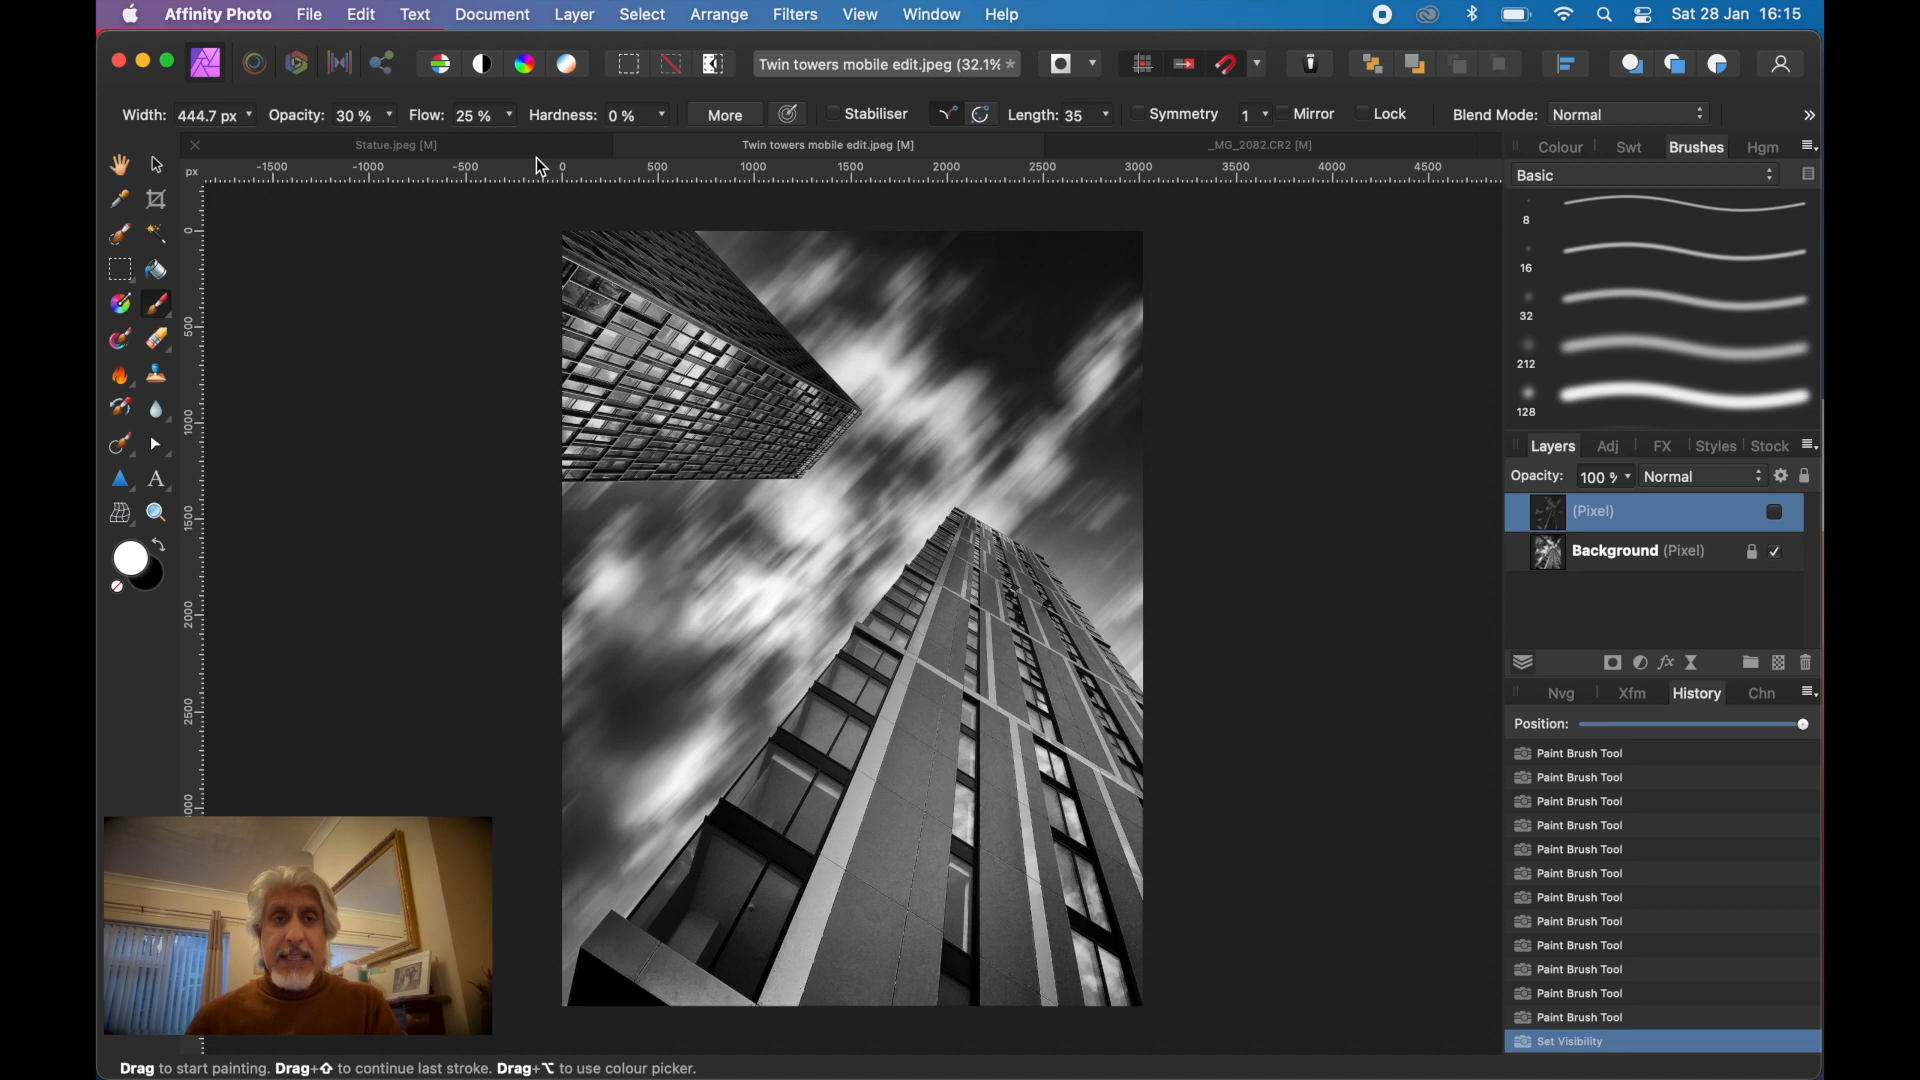 Affinity Photo File Edit Text Document Layer Select Arrange Filters View Window Help Sat 28 Jan 16:15
Twin towers mobile edit.jpeg (32.1% *
Width: 444.7 px Opacity: 30 % Flow: 25 % Hardness: 0 % More Stabiliser Length: 35 Symmetry 1 Mirror Lock Blend Mode: Normal
Statue.jpeg [M] Twin towers mobile edit.jpeg [M] _MG_2082.CR2 [M]
px -1500 -1000 -500 0 500 1000 1500 2000 2500 3000 3500 4000 4500
0
500
1000
1500
2000
2500
Colour Swt Brushes Hgm
Basic
8
16
32
212
128
Layers Adj FX Styles Stock
Opacity: 100 % Normal
(Pixel)
Background (Pixel)
Nvg Xfm History Chn
Position:
Paint Brush Tool
Paint Brush Tool
Paint Brush Tool
Paint Brush Tool
Paint Brush Tool
Paint Brush Tool
Paint Brush Tool
Paint Brush Tool
Paint Brush Tool
Paint Brush Tool
Paint Brush Tool
Paint Brush Tool
Set Visibility
Drag to start painting. Drag+⇧ to continue last stroke. Drag+⌥ to use colour picker.